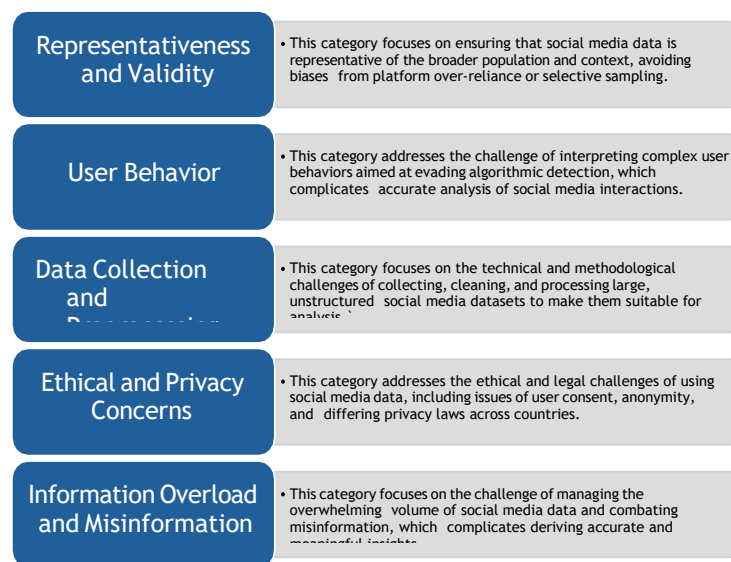 Representativeness
and Validity
• This category focuses on ensuring that social media data is
representative of the broader population and context, avoiding
biases from platform over-reliance or selective sampling.
User Behavior
• This category addresses the challenge of interpreting complex user
behaviors aimed at evading algorithmic detection, which
complicates accurate analysis of social media interactions.
Data Collection
and
Preprocessing
• This category focuses on the technical and methodological
challenges of collecting, cleaning, and processing large,
unstructured social media datasets to make them suitable for
analysis.`
Ethical and Privacy
Concerns
• This category addresses the ethical and legal challenges of using
social media data, including issues of user consent, anonymity,
and differing privacy laws across countries.
Information Overload
and Misinformation
• This category focuses on the challenge of managing the
overwhelming volume of social media data and combating
misinformation, which complicates deriving accurate and
meaningful insights.